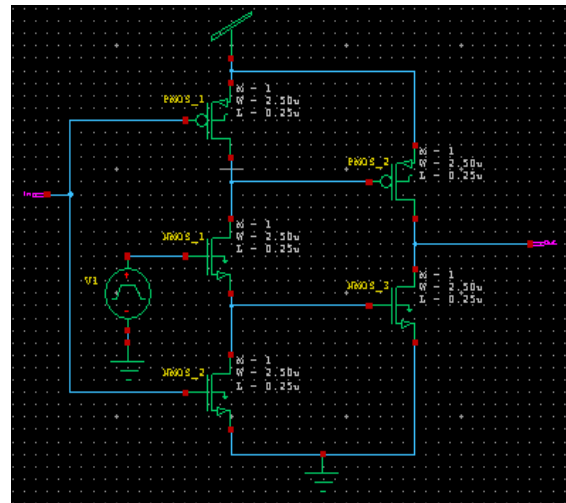 M = 1
PMOS_1
W = 2.50u
L = 0.25u
M = 1
PMOS_2
W = 2.50u
L = 0.25u
M = 1
NMOS_1
W = 2.50u
L = 0.25u
V1
M = 1
NMOS_3
W = 2.50u
L = 0.25u
M = 1
NMOS_2
W = 2.50u
L = 0.25u